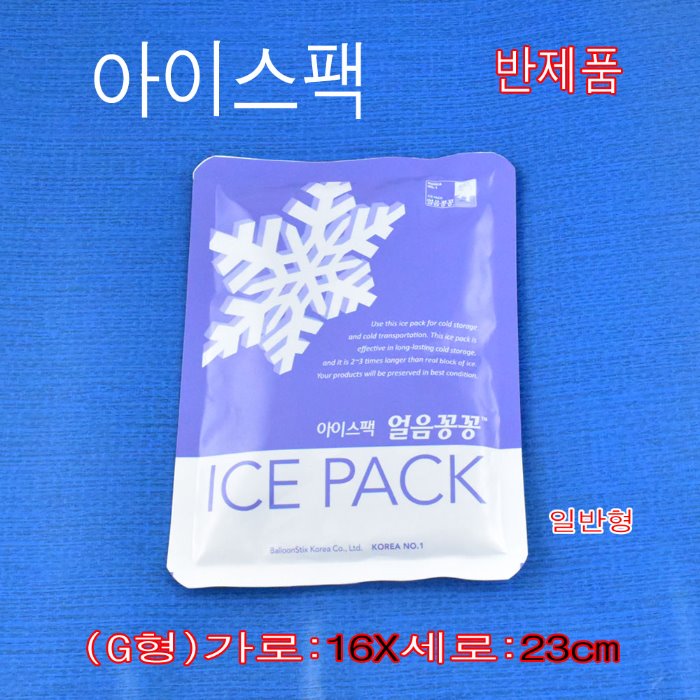 아이스팩
반제품
얼음꽁꽁
Use this ice pack for cold storage
and cold transportation. This ice pack is
effective in long-lasting cold storage,
and it is 2~3 times longer than real block of ice.
Your products will be preserved in best condition.
아이스팩 얼음꽁꽁™
ICE PACK
일반형
BalloonStix Korea Co., Ltd. KOREA NO.1
(G형)가로:16X세로:23cm